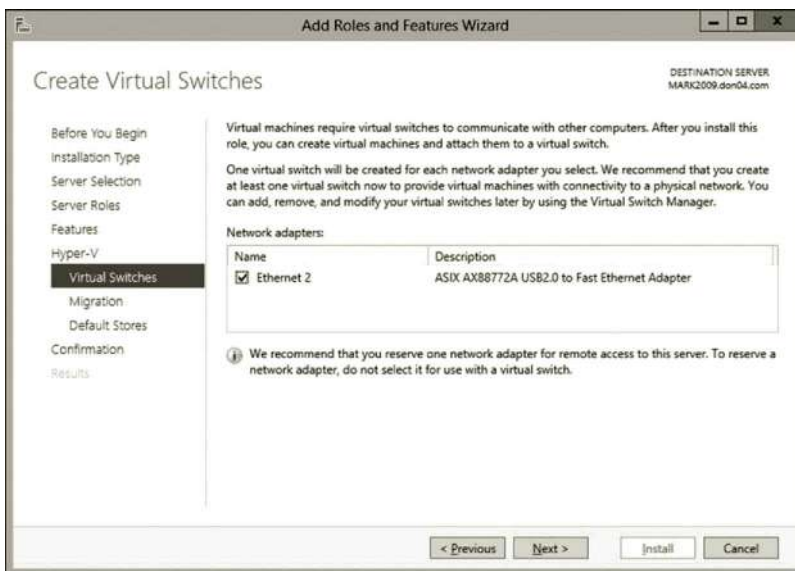 Add Roles and Features Wizard
Create Virtual Switches
DESTINATION SERVER
MARK2009.don04.com
Before You Begin
Installation Type
Server Selection
Server Roles
Features
Hyper-V
Virtual Switches
Migration
Default Stores
Confirmation
Results
Virtual machines require virtual switches to communicate with other computers. After you install this
role, you can create virtual machines and attach them to a virtual switch.
One virtual switch will be created for each network adapter you select. We recommend that you create
at least one virtual switch now to provide virtual machines with connectivity to a physical network. You
can add, remove, and modify your virtual switches later by using the Virtual Switch Manager.
Network adapters:
Name Description
Ethernet 2 ASIX AX88772A USB2.0 to Fast Ethernet Adapter
We recommend that you reserve one network adapter for remote access to this server. To reserve a
network adapter, do not select it for use with a virtual switch.
< Previous Next > Install Cancel